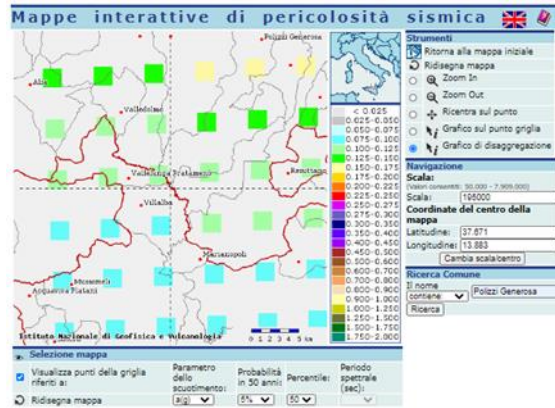 Mappe interattive di pericolosità sismica
Polizzi Generosa
Alia
Valledolmo
Vallelunga Pratameno
Resuttano
Villalba
Marianopoli
Mussomeli
Acquaviva Platani
Istituto Nazionale di Geofisica e Vulcanologia
0 1 2 3 4 5 km
< 0.025
0.025-0.050
0.050-0.075
0.075-0.100
0.100-0.125
0.125-0.150
0.150-0.175
0.175-0.200
0.200-0.225
0.225-0.250
0.250-0.275
0.275-0.300
0.300-0.350
0.350-0.400
0.400-0.450
0.450-0.500
0.500-0.600
0.600-0.700
0.700-0.800
0.800-0.900
0.900-1.000
1.000-1.250
1.250-1.500
1.500-1.750
1.750-2.000
Strumenti
Ritorna alla mappa iniziale
Ridisegna mappa
Zoom In
Zoom Out
Ricentra sul punto
Grafico sul punto griglia
Grafico di disaggregazione
Navigazione
Scala:
(Valori consentiti: 50.000 - 7.909.000)
Scala: 195000
Coordinate del centro della mappa
Latitudine: 37.671
Longitudine: 13.883
Cambia scala/centro
Ricerca Comune
Il nome
contiene: Polizzi Generosa
Ricerca
Selezione mappa
Visualizza punti della griglia riferiti a:
Parametro dello scuotimento:
Probabilità in 50 anni:
Percentile:
Periodo spettrale (sec):
Ridisegna mappa
a(g) 5% 50